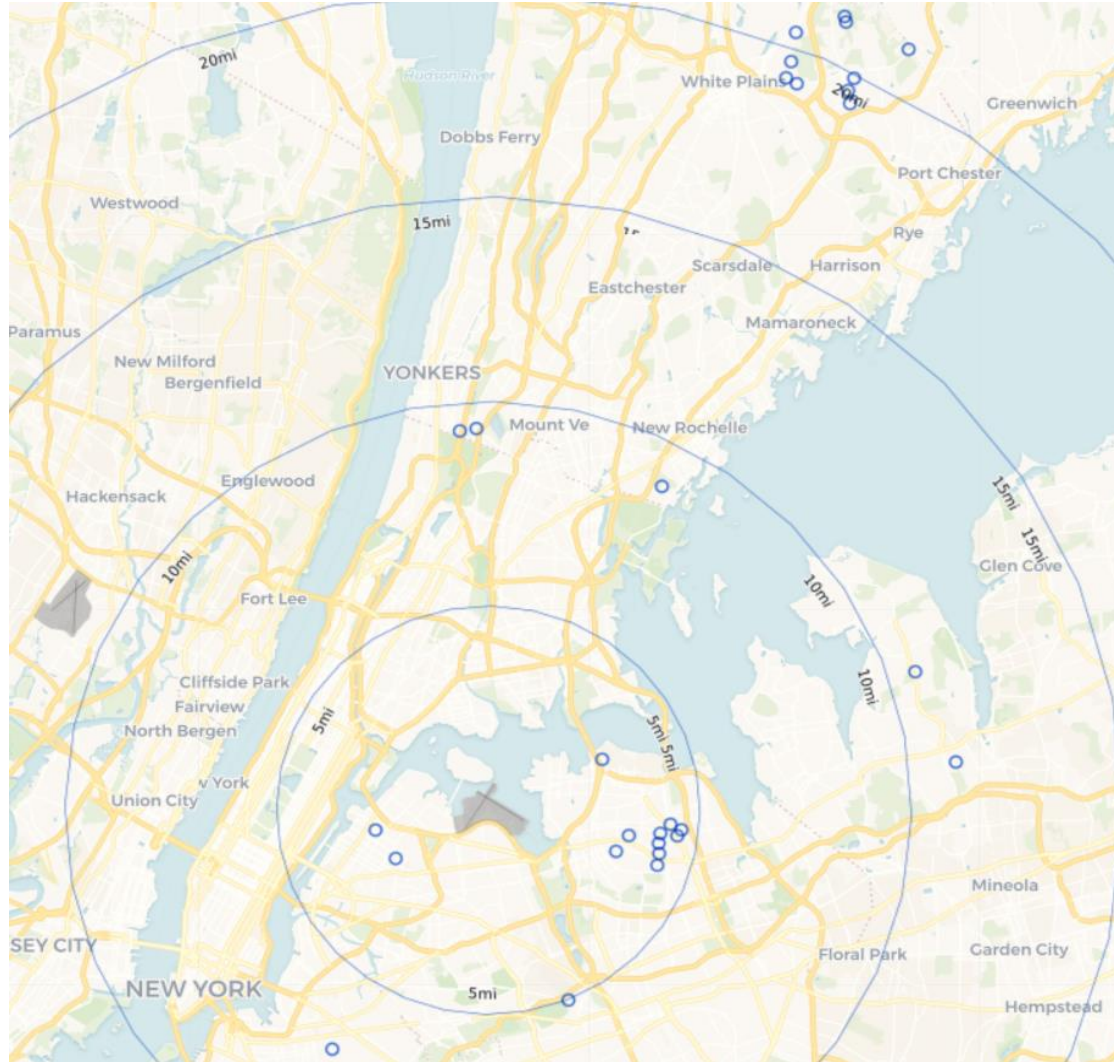 20mi
Hudson River
White Plains
20mi
Greenwich
Dobbs Ferry
Port Chester
Westwood
15mi
Rye
Scarsdale
Harrison
Eastchester
Paramus
Mamaroneck
New Milford
Bergenfield
YONKERS
Mount Ve
New Rochelle
Englewood
Hackensack
15mi
15mi
10mi
Glen Cove
10mi
Fort Lee
10mi
Cliffside Park
Fairview
North Bergen
5mi
5mi
5mi
v York
Union City
Mineola
SEY CITY
Floral Park
Garden City
NEW YORK
5mi
Hempstead